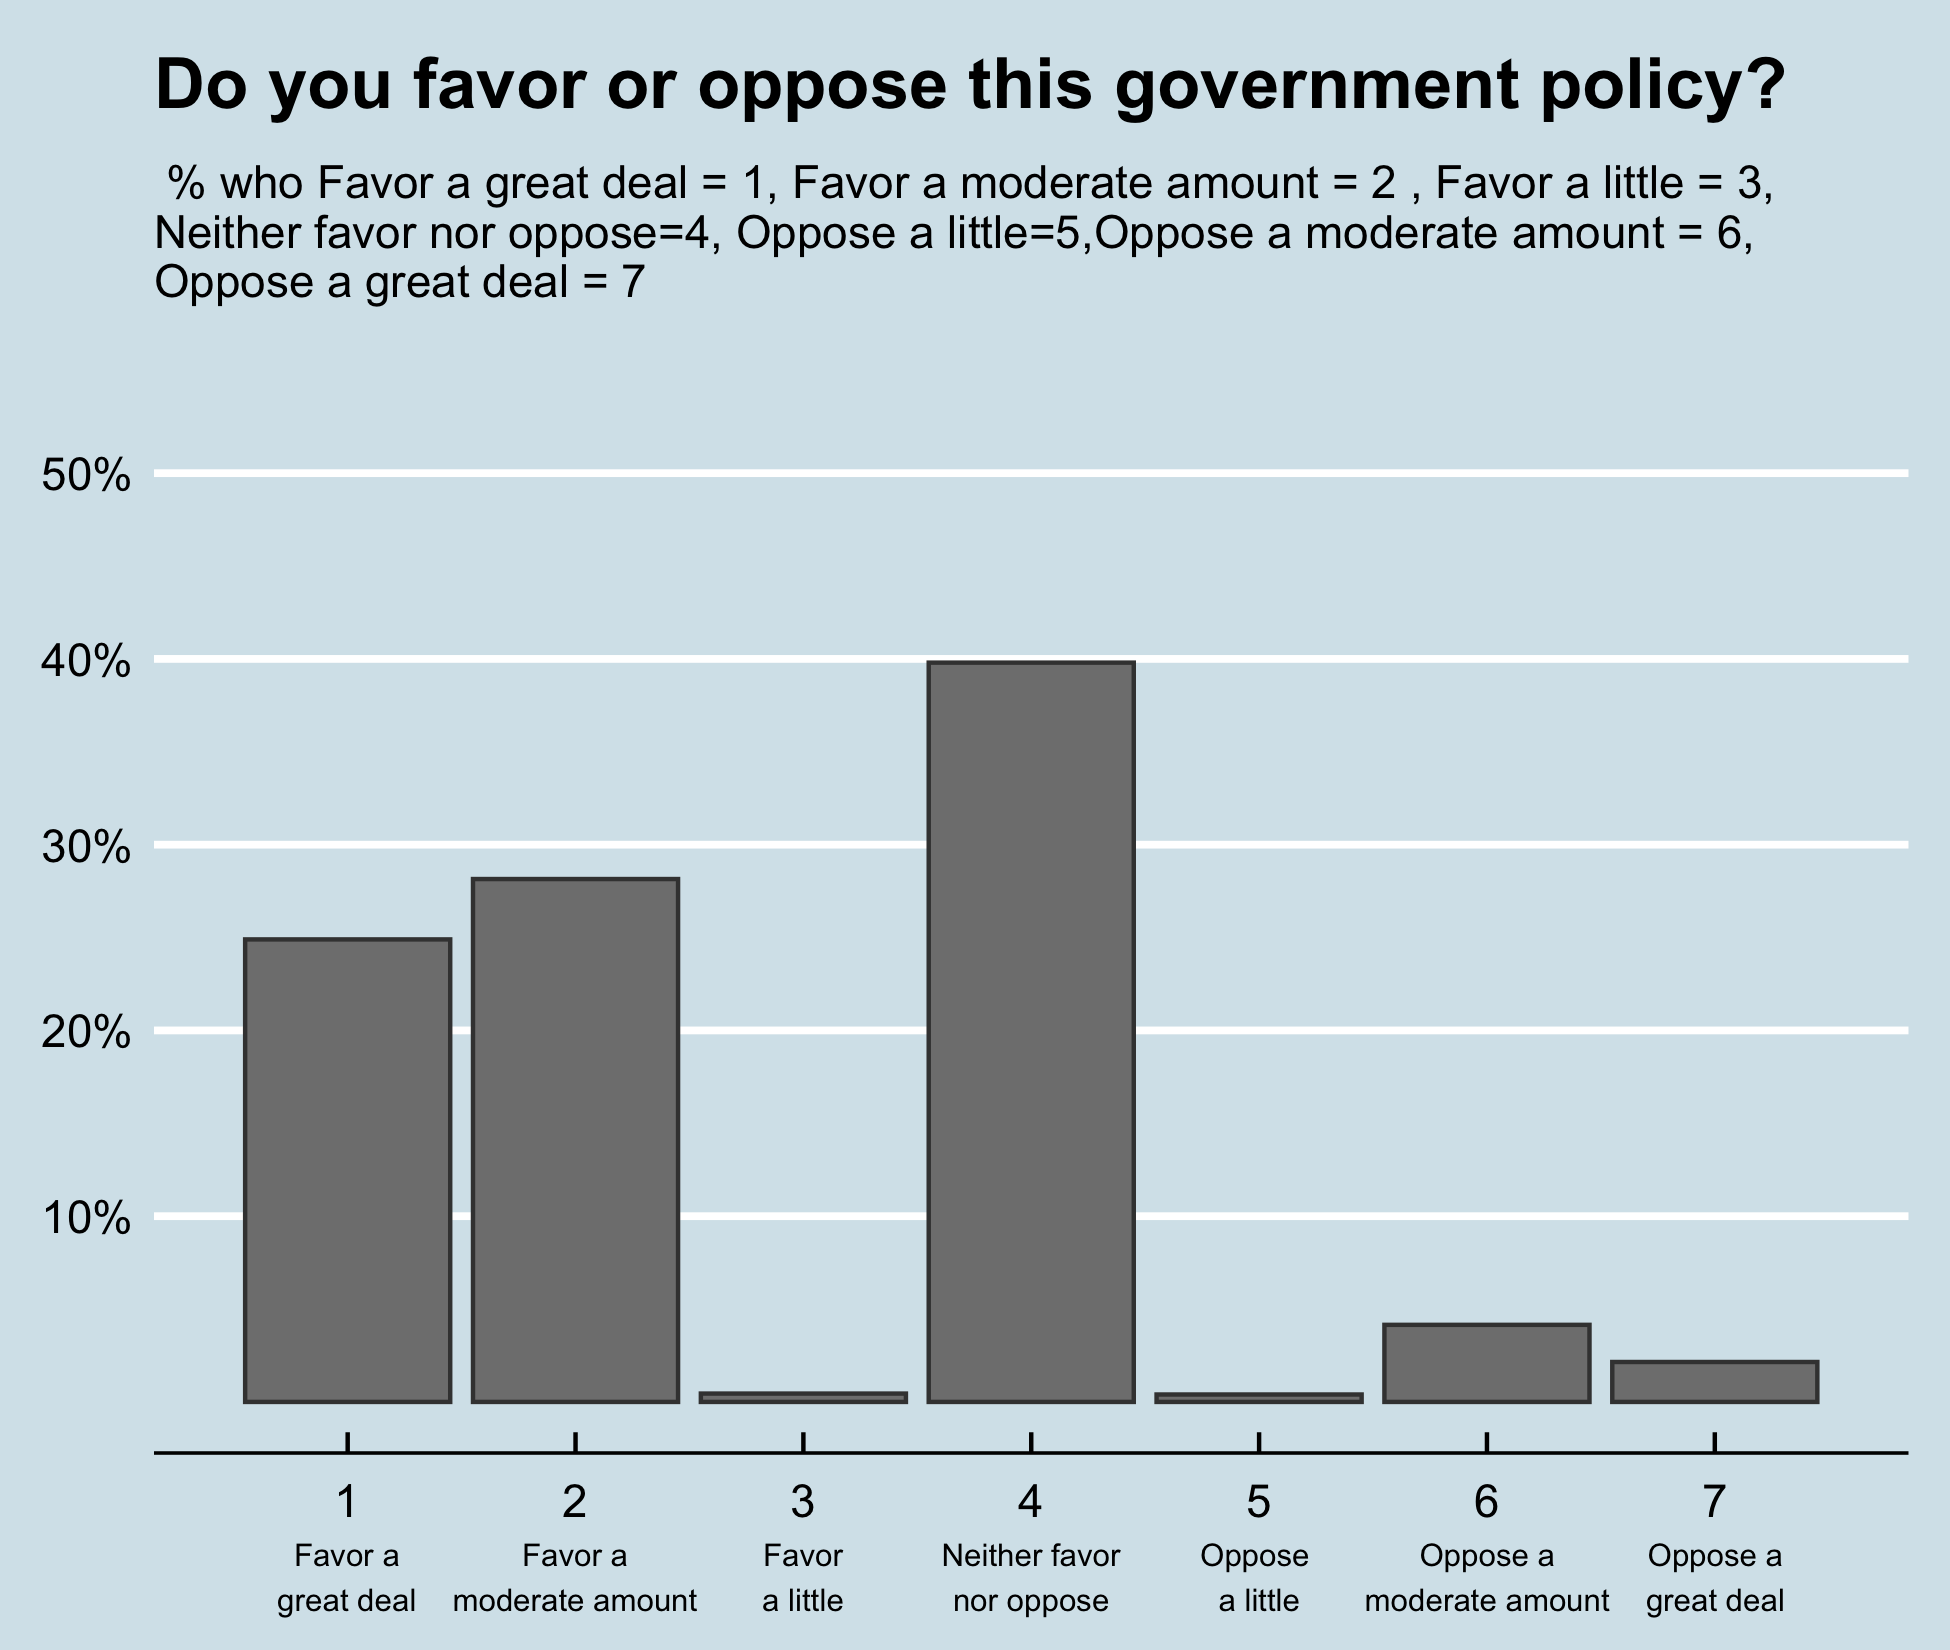 Do you favor or oppose this government policy?
% who Favor a great deal = 1, Favor a moderate amount = 2 , Favor a little = 3,
Neither favor nor oppose=4, Oppose a little=5,Oppose a moderate amount = 6,
Oppose a great deal = 7
50%
40%
30%
20%
10%
1 2 3 4 5 6 7
Favor a Favor a Favor Neither favor Oppose Oppose a Oppose a
great deal moderate amount a little nor oppose a little moderate amount great deal